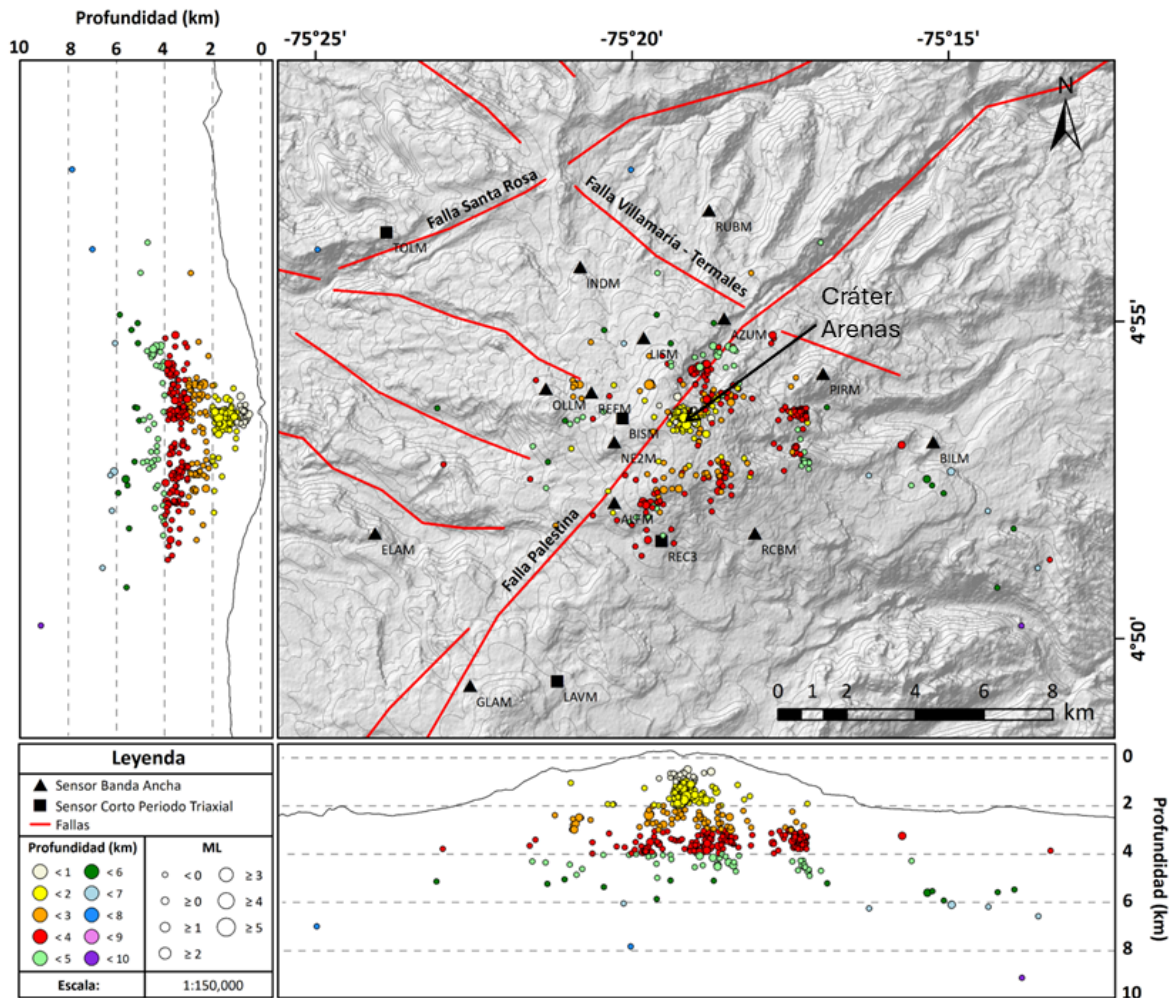 Profundidad (km)
10 8 6 4 2 0
-75°25' -75°20' -75°15'
N
Falla Santa Rosa
Falla Villamaría - Termales
RUBM
TOLM
INDM
Cráter
Arenas
4°55'
AZUM
LISM
PIRM
OLLM
REFM
BISM
NE2M
BILM
ALFM
REC3
RCBM
ELAM
Falla Palestina
4°50'
GLAM
LAVM
0 2 4 6 8
km
Leyenda
Sensor Banda Ancha
Sensor Corto Periodo Triaxial
Fallas
Profundidad (km)
< 1 < 6
< 2 < 7
< 3 < 8
< 4 < 9
< 5 < 10
ML
< 0 ≥ 3
≥ 0 ≥ 4
≥ 1 ≥ 5
≥ 2
Escala: 1:150,000
0
2
4
6
8
10
Profundidad (km)